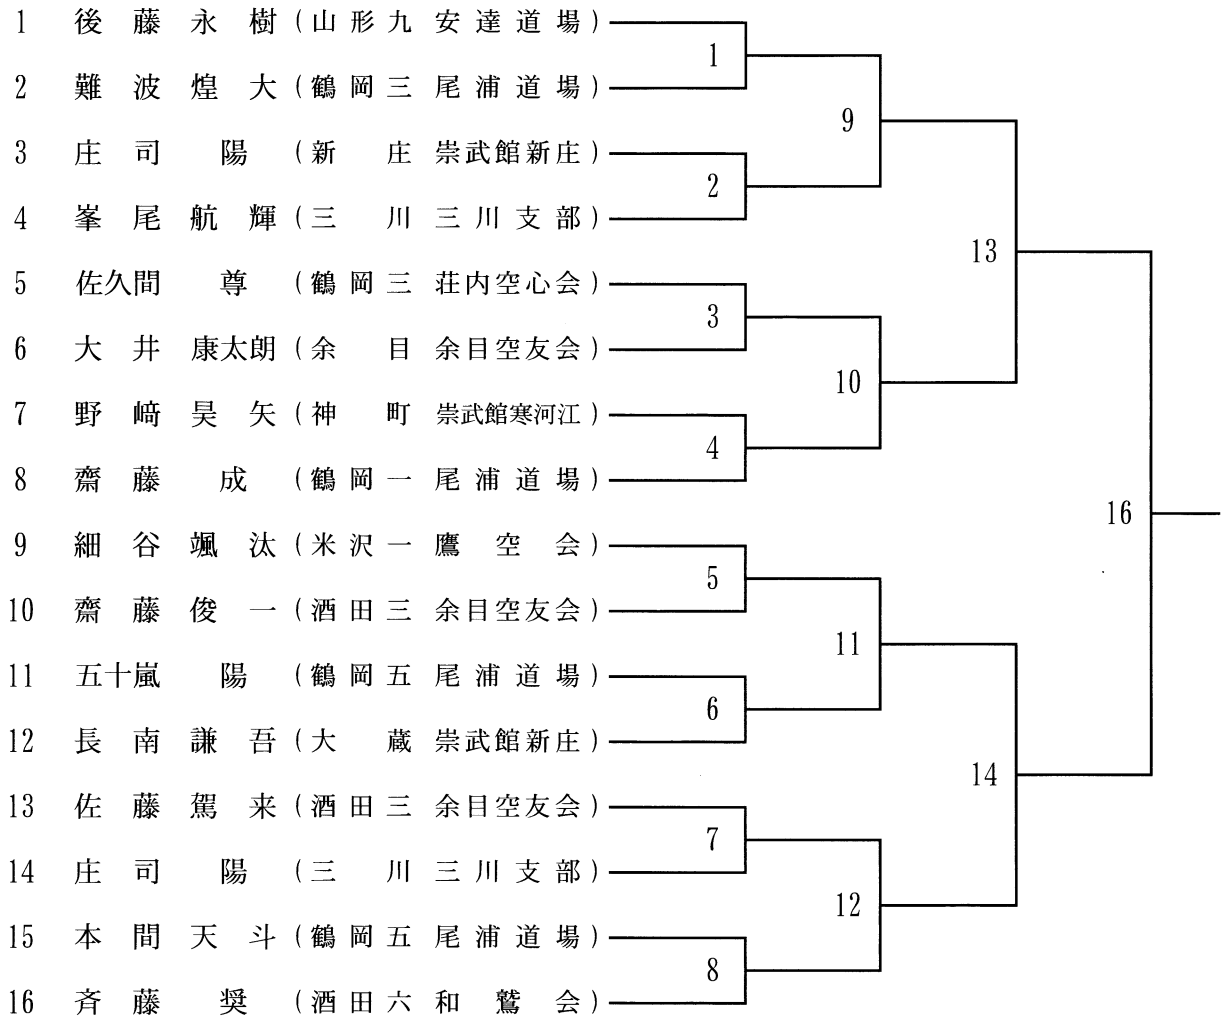 1 後藤永樹(山形九 安達道場)
1
2 難波煌大(鶴岡三 尾浦道場)
9
3 庄司 陽(新庄 崇武館新庄)
2
4 峯尾航輝(三川 三川支部)
13
5 佐久間 尊(鶴岡三 荘内空心会)
3
6 大井康太朗(余目 余目空友会)
10
7 野﨑昊矢(神町 崇武館寒河江)
4
8 齋藤 成(鶴岡一 尾浦道場)
16
9 細谷颯汰(米沢一 鷹空会)
5
10 齋藤俊一(酒田三 余目空友会)
11
11 五十嵐 陽(鶴岡五 尾浦道場)
6
12 長南謙吾(大蔵 崇武館新庄)
14
13 佐藤駕来(酒田三 余目空友会)
7
14 庄司 陽(三川 三川支部)
12
15 本間天斗(鶴岡五 尾浦道場)
8
16 斉藤 奨(酒田六 和鷲会)